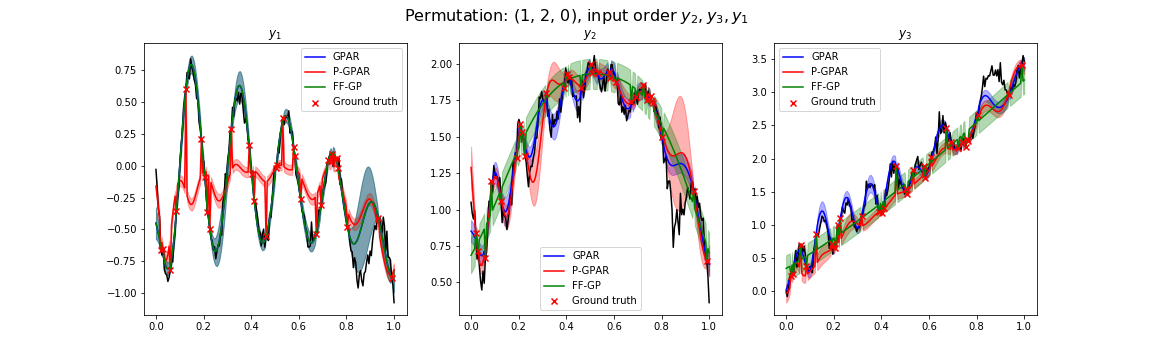 Permutation: (1, 2, 0), input order y₂, y₃, y₁
y₁
GPAR
P-GPAR
FF-GP
Ground truth
0.75
0.50
0.25
0.00
−0.25
−0.50
−0.75
−1.00
0.0 0.2 0.4 0.6 0.8 1.0
y₂
2.00
1.75
1.50
1.25
1.00
0.75
0.50
GPAR
P-GPAR
FF-GP
Ground truth
0.0 0.2 0.4 0.6 0.8 1.0
y₃
GPAR
P-GPAR
FF-GP
Ground truth
3.5
3.0
2.5
2.0
1.5
1.0
0.5
0.0
0.0 0.2 0.4 0.6 0.8 1.0